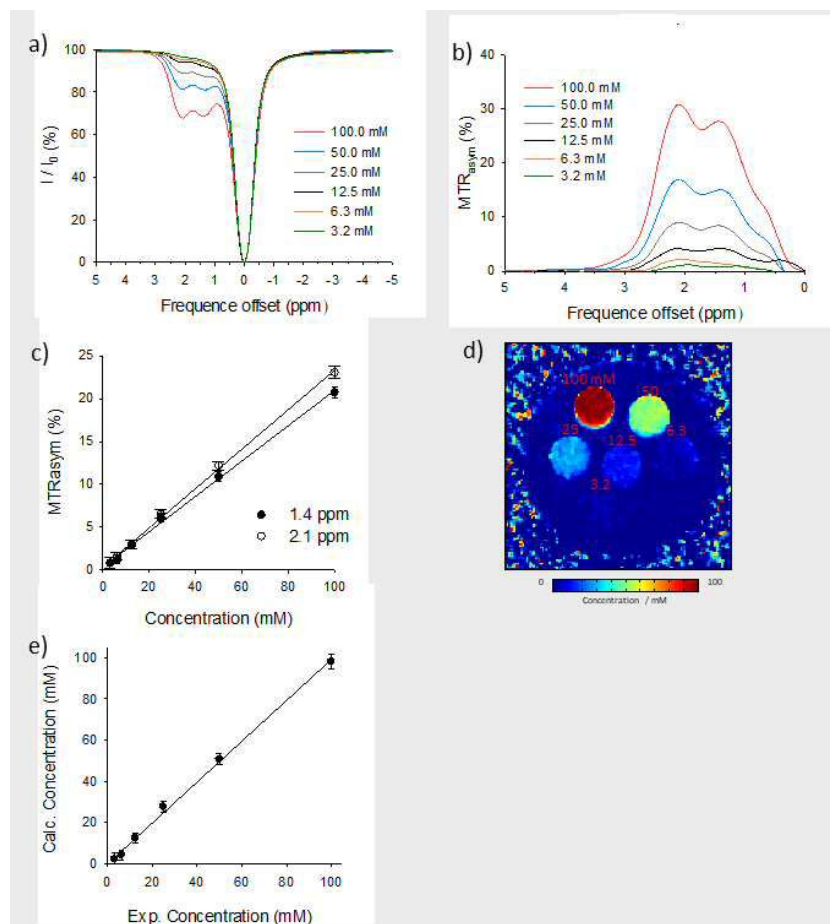 a)
I / I0 (%)
100
80
60
40
20
0
100.0 mM
50.0 mM
25.0 mM
12.5 mM
6.3 mM
3.2 mM
5 4 3 2 1 0 -1 -2 -3 -4 -5
Frequence offset (ppm)
b)
MTRasym (%)
40
30
20
10
0
100.0 mM
50.0 mM
25.0 mM
12.5 mM
6.3 mM
3.2 mM
5 4 3 2 1 0
Frequence offset (ppm)
c)
MTRasym (%)
25
20
15
10
5
0
1.4 ppm
2.1 ppm
0 20 40 60 80 100
Concentration (mM)
d)
100 mM
50
25
12.5
6.3
3.2
0 100
Concentration / mM
e)
Calc. Concentration (mM)
100
80
60
40
20
0
0 20 40 60 80 100
Exp. Concentration (mM)